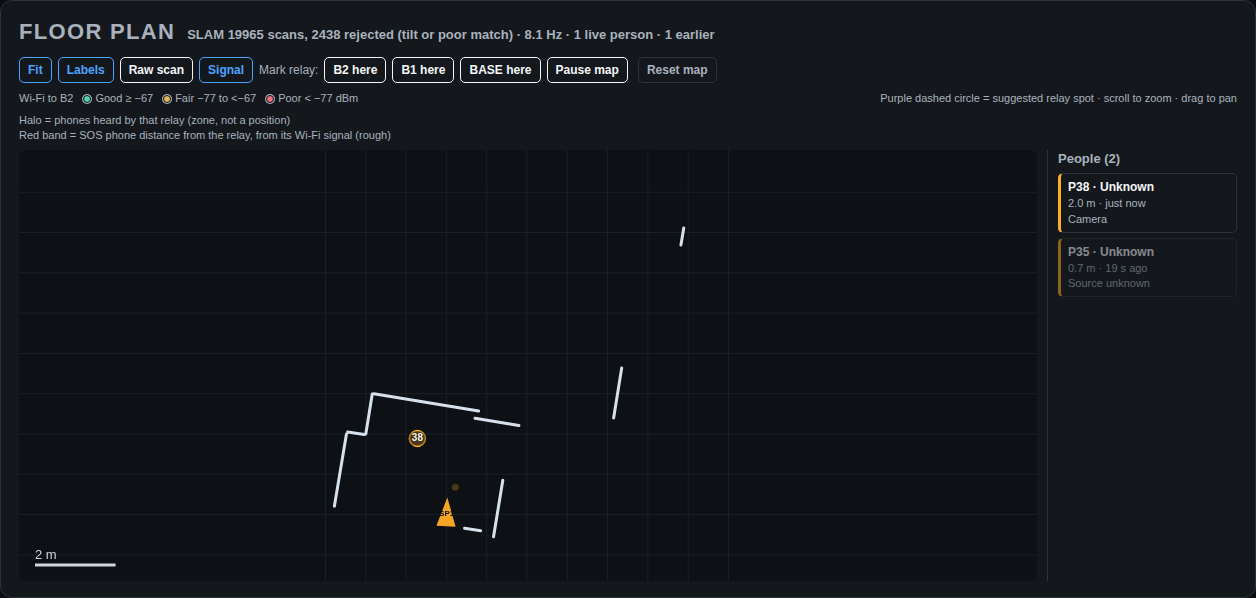 FLOOR PLAN SLAM 19965 scans, 2438 rejected (tilt or poor match) · 8.1 Hz · 1 live person · 1 earlier
Fit Labels Raw scan Signal Mark relay: B2 here B1 here BASE here Pause map Reset map
Wi-Fi to B2 Good ≥ −67 Fair −77 to <−67 Poor < −77 dBm
Purple dashed circle = suggested relay spot · scroll to zoom · drag to pan
Halo = phones heard by that relay (zone, not a position)
Red band = SOS phone distance from the relay, from its Wi-Fi signal (rough)
People (2)
P38 · Unknown
2.0 m · just now
Camera
P35 · Unknown
0.7 m · 19 s ago
Source unknown
38
2 m